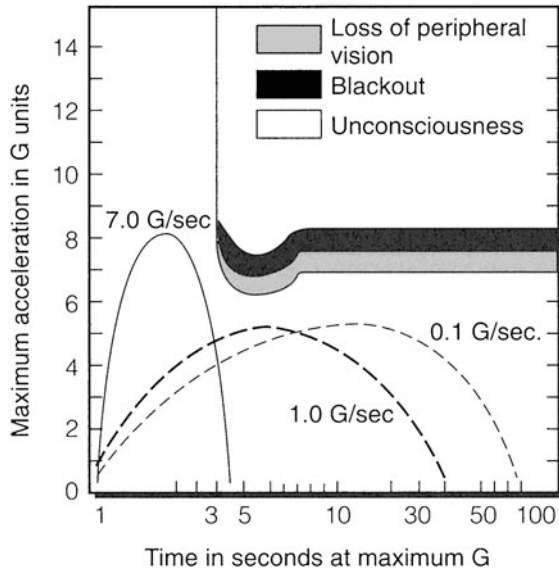 Maximum acceleration in G units
14
12
10
8
6
4
2
0
Loss of peripheral
vision
Blackout
Unconsciousness
7.0 G/sec
0.1 G/sec.
1.0 G/sec
1 3 5 10 20 30 50 100
Time in seconds at maximum G